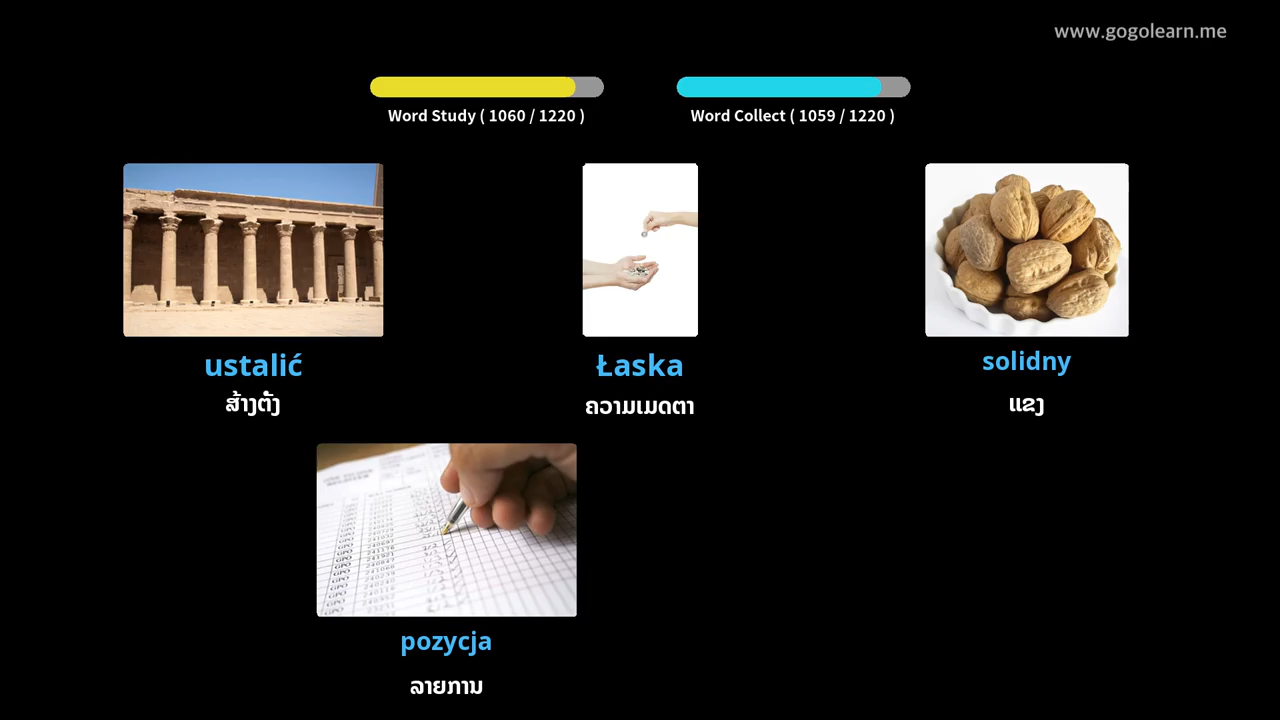 www.gogolearn.me
Word Study ( 1060 / 1220 )
Word Collect ( 1059 / 1220 )
ustalić
Łaska
solidny
ສ້າງຕັ້ງ
ຄວາມເມດຕາ
ແຂງ
pozycja
ລາຍການ